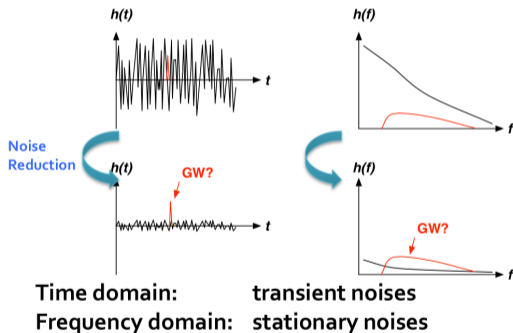 h(t)
h(f)
t
f
Noise
Reduction
h(t)
h(f)
GW?
GW?
t
f
Time domain: transient noises
Frequency domain: stationary noises